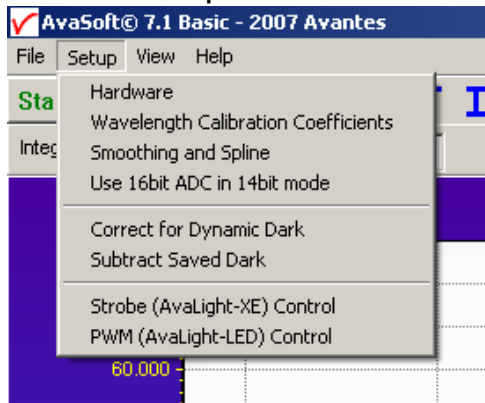 AvaSoft© 7.1 Basic - 2007 Avantes
File Setup View Help
Sta
Hardware
Wavelength Calibration Coefficients
Integ
Smoothing and Spline
Use 16bit ADC in 14bit mode
Correct for Dynamic Dark
Subtract Saved Dark
Strobe (AvaLight-XE) Control
PWM (AvaLight-LED) Control
60.000